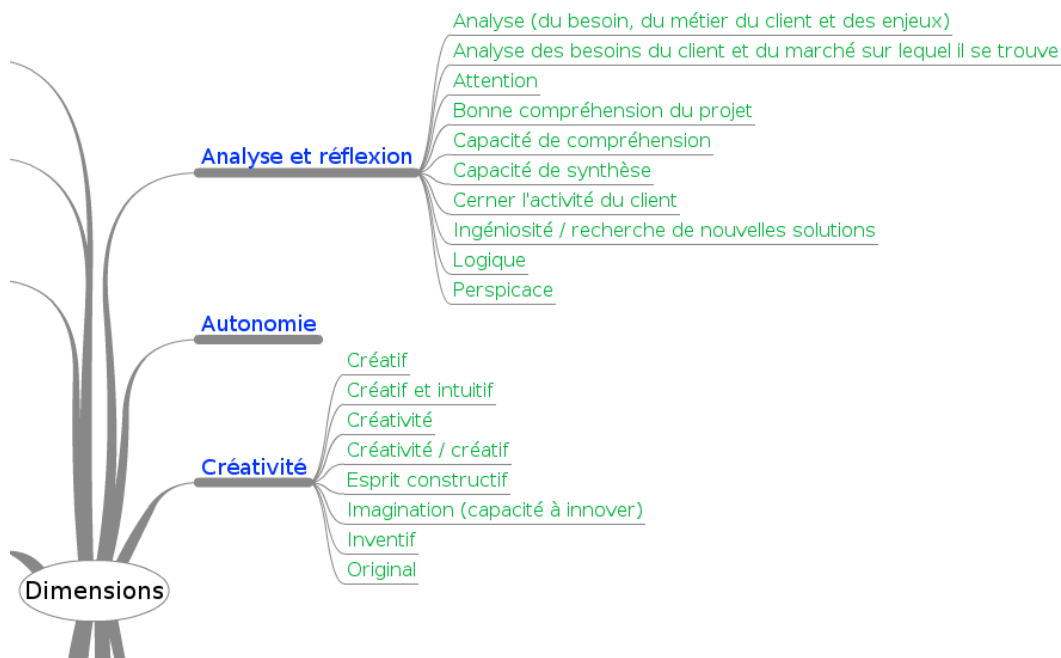 Analyse (du besoin, du métier du client et des enjeux)
Analyse des besoins du client et du marché sur lequel il se trouve
Attention
Bonne compréhension du projet
Capacité de compréhension
Analyse et réflexion
Capacité de synthèse
Cerner l'activité du client
Ingéniosité / recherche de nouvelles solutions
Logique
Perspicace
Autonomie
Créatif
Créatif et intuitif
Créativité
Créativité / créatif
Créativité
Esprit constructif
Imagination (capacité à innover)
Inventif
Original
Dimensions